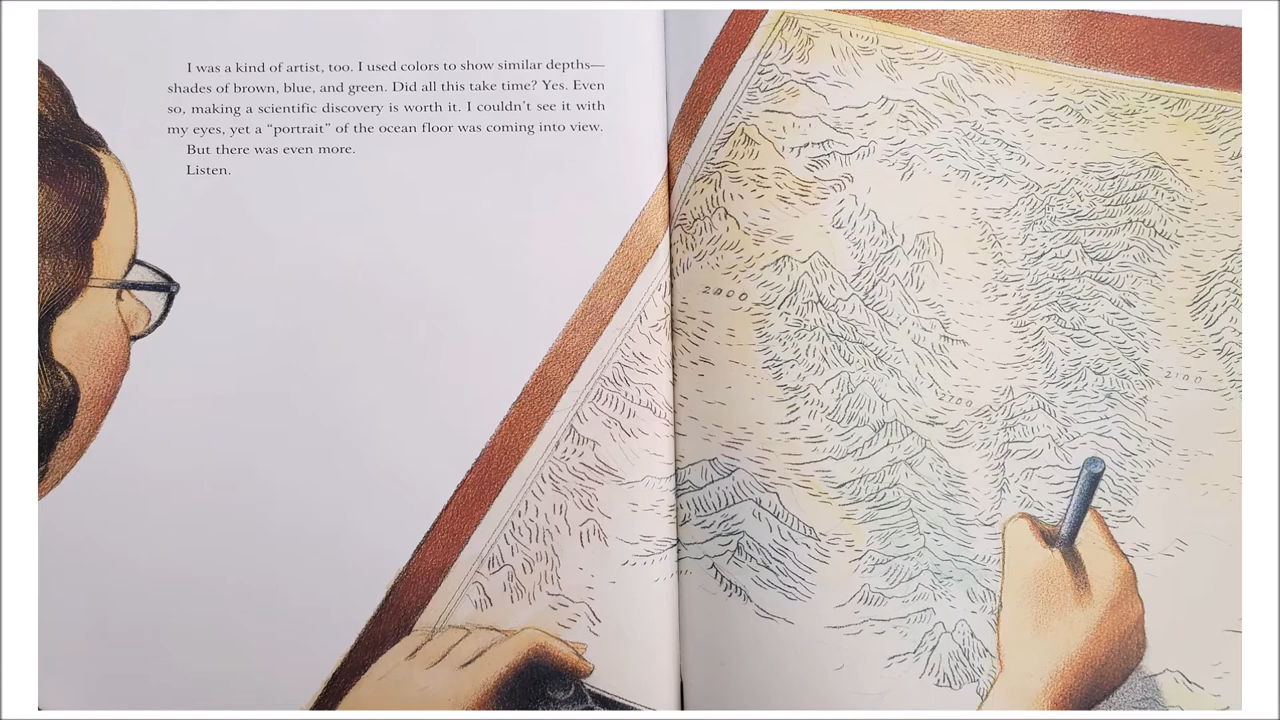 I was a kind of artist, too. I used colors to show similar depths—
shades of brown, blue, and green. Did all this take time? Yes. Even
so, making a scientific discovery is worth it. I couldn't see it with
my eyes, yet a “portrait” of the ocean floor was coming into view.
But there was even more.
Listen.
2000
2700
2100